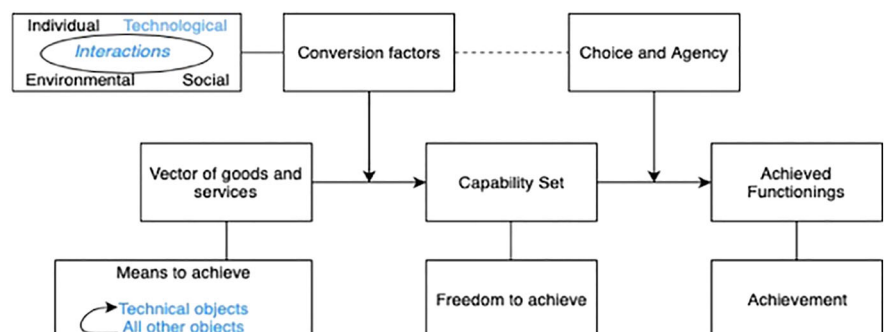 Individual Technological
Interactions
Environmental Social
Conversion factors
Choice and Agency
Vector of goods and
services
Capability Set
Achieved
Functionings
Means to achieve
Technical objects
All other objects
Freedom to achieve
Achievement